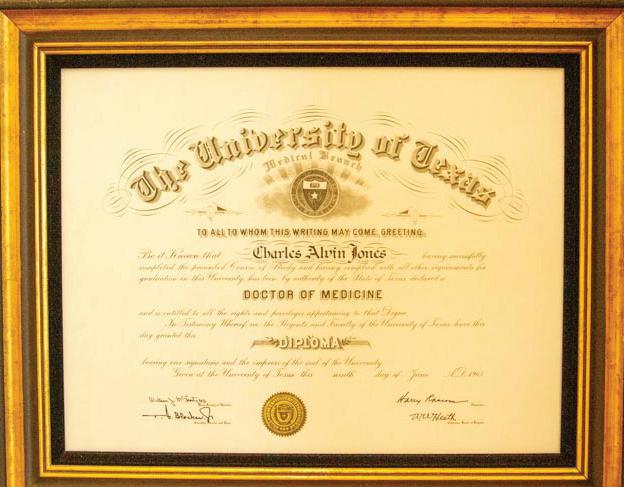 The University of Texas
Medical Branch
TO ALL TO WHOM THIS WRITING MAY COME, GREETING.
Be it Known that Charles Alvin Jones having successfully
completed the prescribed Course of Study and having complied with all other requirements for
graduation in this University has been by authority of the State of Texas declared a
DOCTOR OF MEDICINE
and is entitled to all the rights and privileges appertaining to that Degree
In Testimony Whereof, we, the Regents and Faculty of the University of Texas, have this
day granted this
DIPLOMA
bearing our signatures and the impress of the seal of the University
Given at the University of Texas this ninth day of June A.D.
Harry Ransom
W.W. Heath